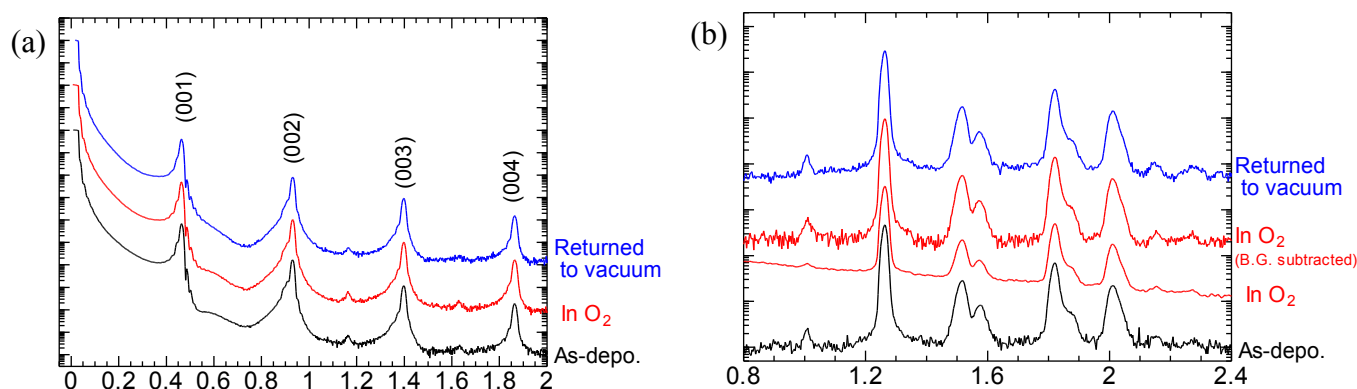 (a)
(001)
(002)
(003)
(004)
Returned
to vacuum
In O₂
As-depo.
0 0.2 0.4 0.6 0.8 1 1.2 1.4 1.6 1.8 2
(b)
Returned
to vacuum
In O₂
(B.G. subtracted)
In O₂
As-depo.
0.8 1.2 1.6 2 2.4